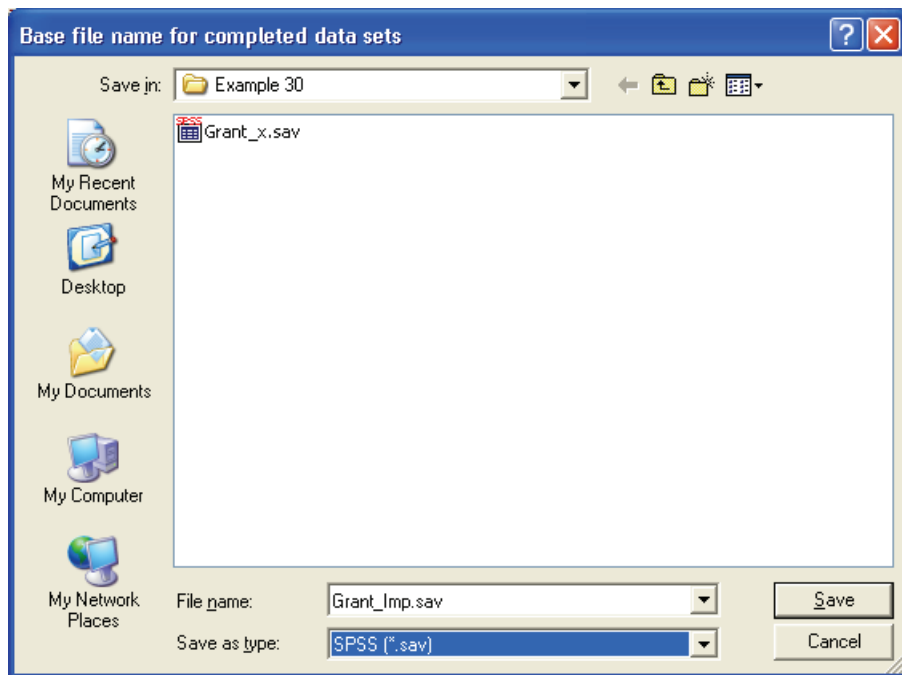 Base file name for completed data sets
Save in:
Example 30
SPSS
Grant_x.sav
My Recent
Documents
Desktop
My Documents
My Computer
My Network
Places
File name:
Grant_Imp.sav
Save
Save as type:
SPSS (*.sav)
Cancel